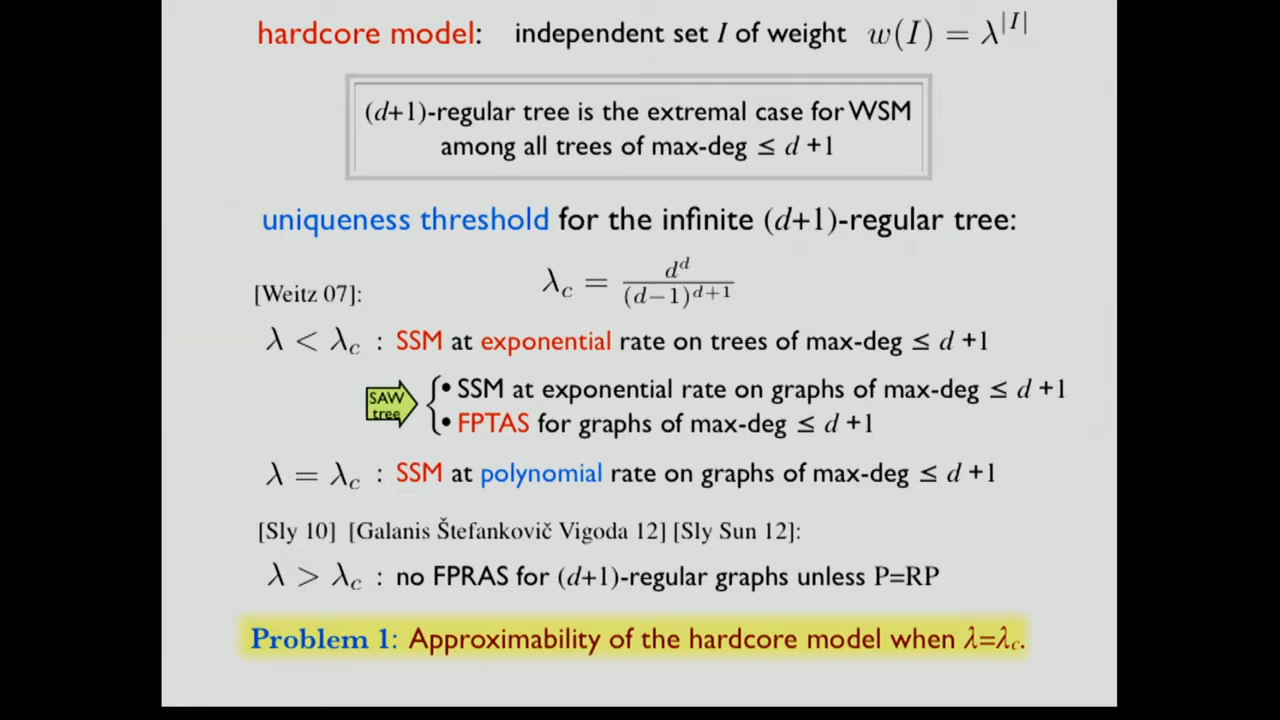 hardcore model: independent set I of weight w(I) = λ^|I|
(d+1)-regular tree is the extremal case for WSM
among all trees of max-deg ≤ d +1
uniqueness threshold for the infinite (d+1)-regular tree:
λ_c = d^d / (d−1)^{d+1}
[Weitz 07]:
λ < λ_c : SSM at exponential rate on trees of max-deg ≤ d +1
SAW
tree
• SSM at exponential rate on graphs of max-deg ≤ d +1
• FPTAS for graphs of max-deg ≤ d +1
λ = λ_c : SSM at polynomial rate on graphs of max-deg ≤ d +1
[Sly 10] [Galanis Štefankovič Vigoda 12] [Sly Sun 12]:
λ > λ_c : no FPRAS for (d+1)-regular graphs unless P=RP
Problem 1: Approximability of the hardcore model when λ=λ_c.